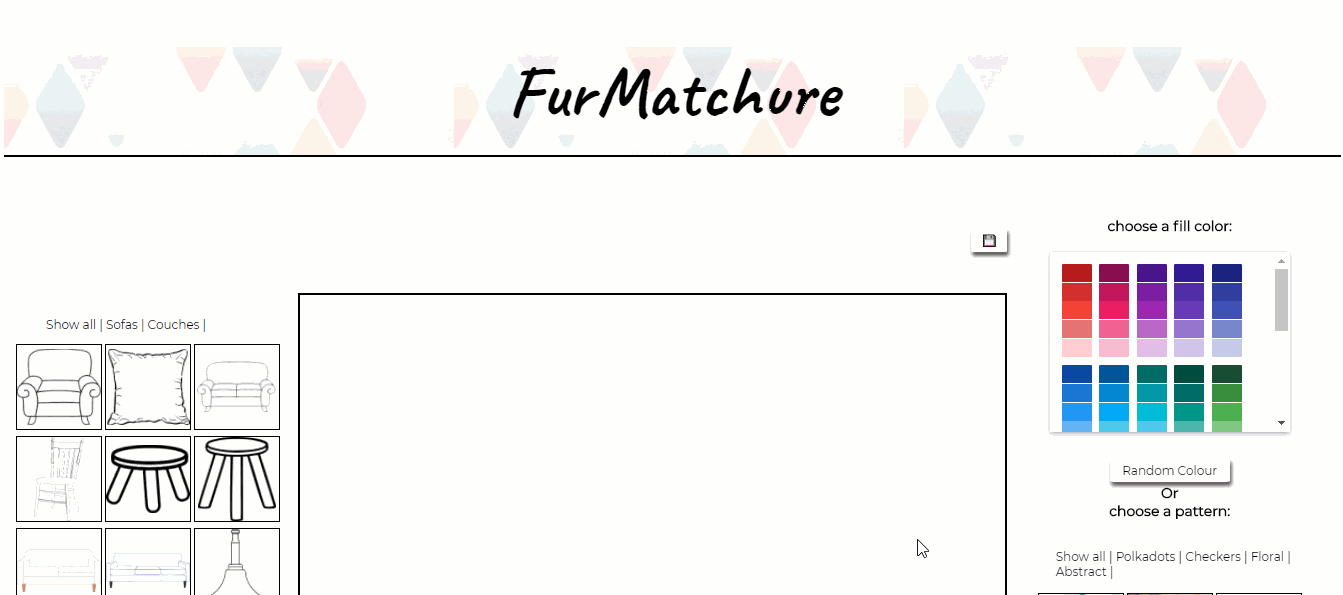 FurMatchure
choose a fill color:
Show all | Sofas | Couches |
Random Colour
Or
choose a pattern:
Show all | Polkadots | Checkers | Floral |
Abstract |